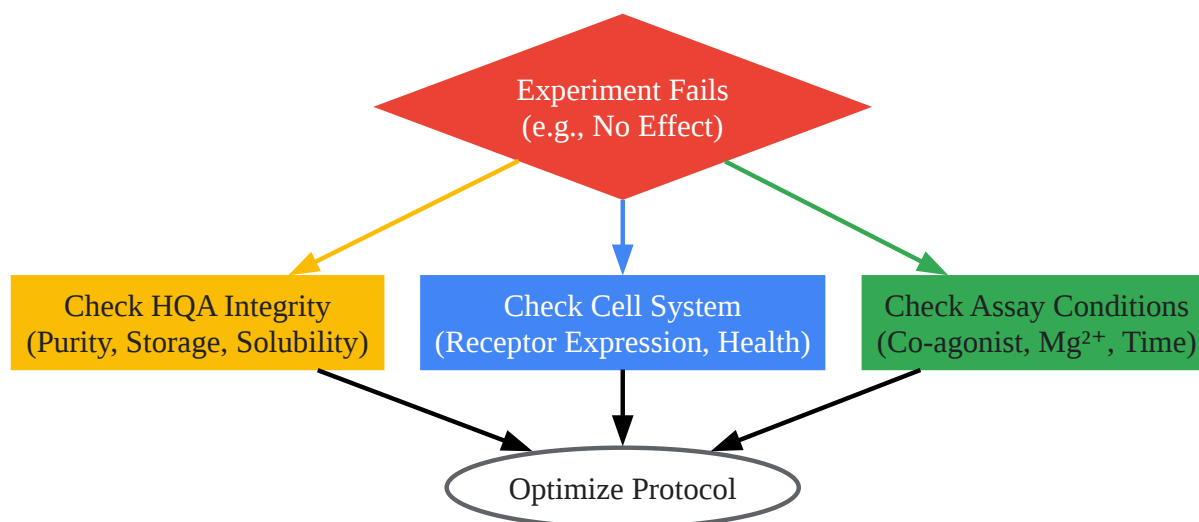 Experiment Fails
(e.g., No Effect)
Check HQA Integrity
(Purity, Storage, Solubility)
Check Cell System
(Receptor Expression, Health)
Check Assay Conditions
(Co-agonist, Mg²⁺, Time)
Optimize Protocol